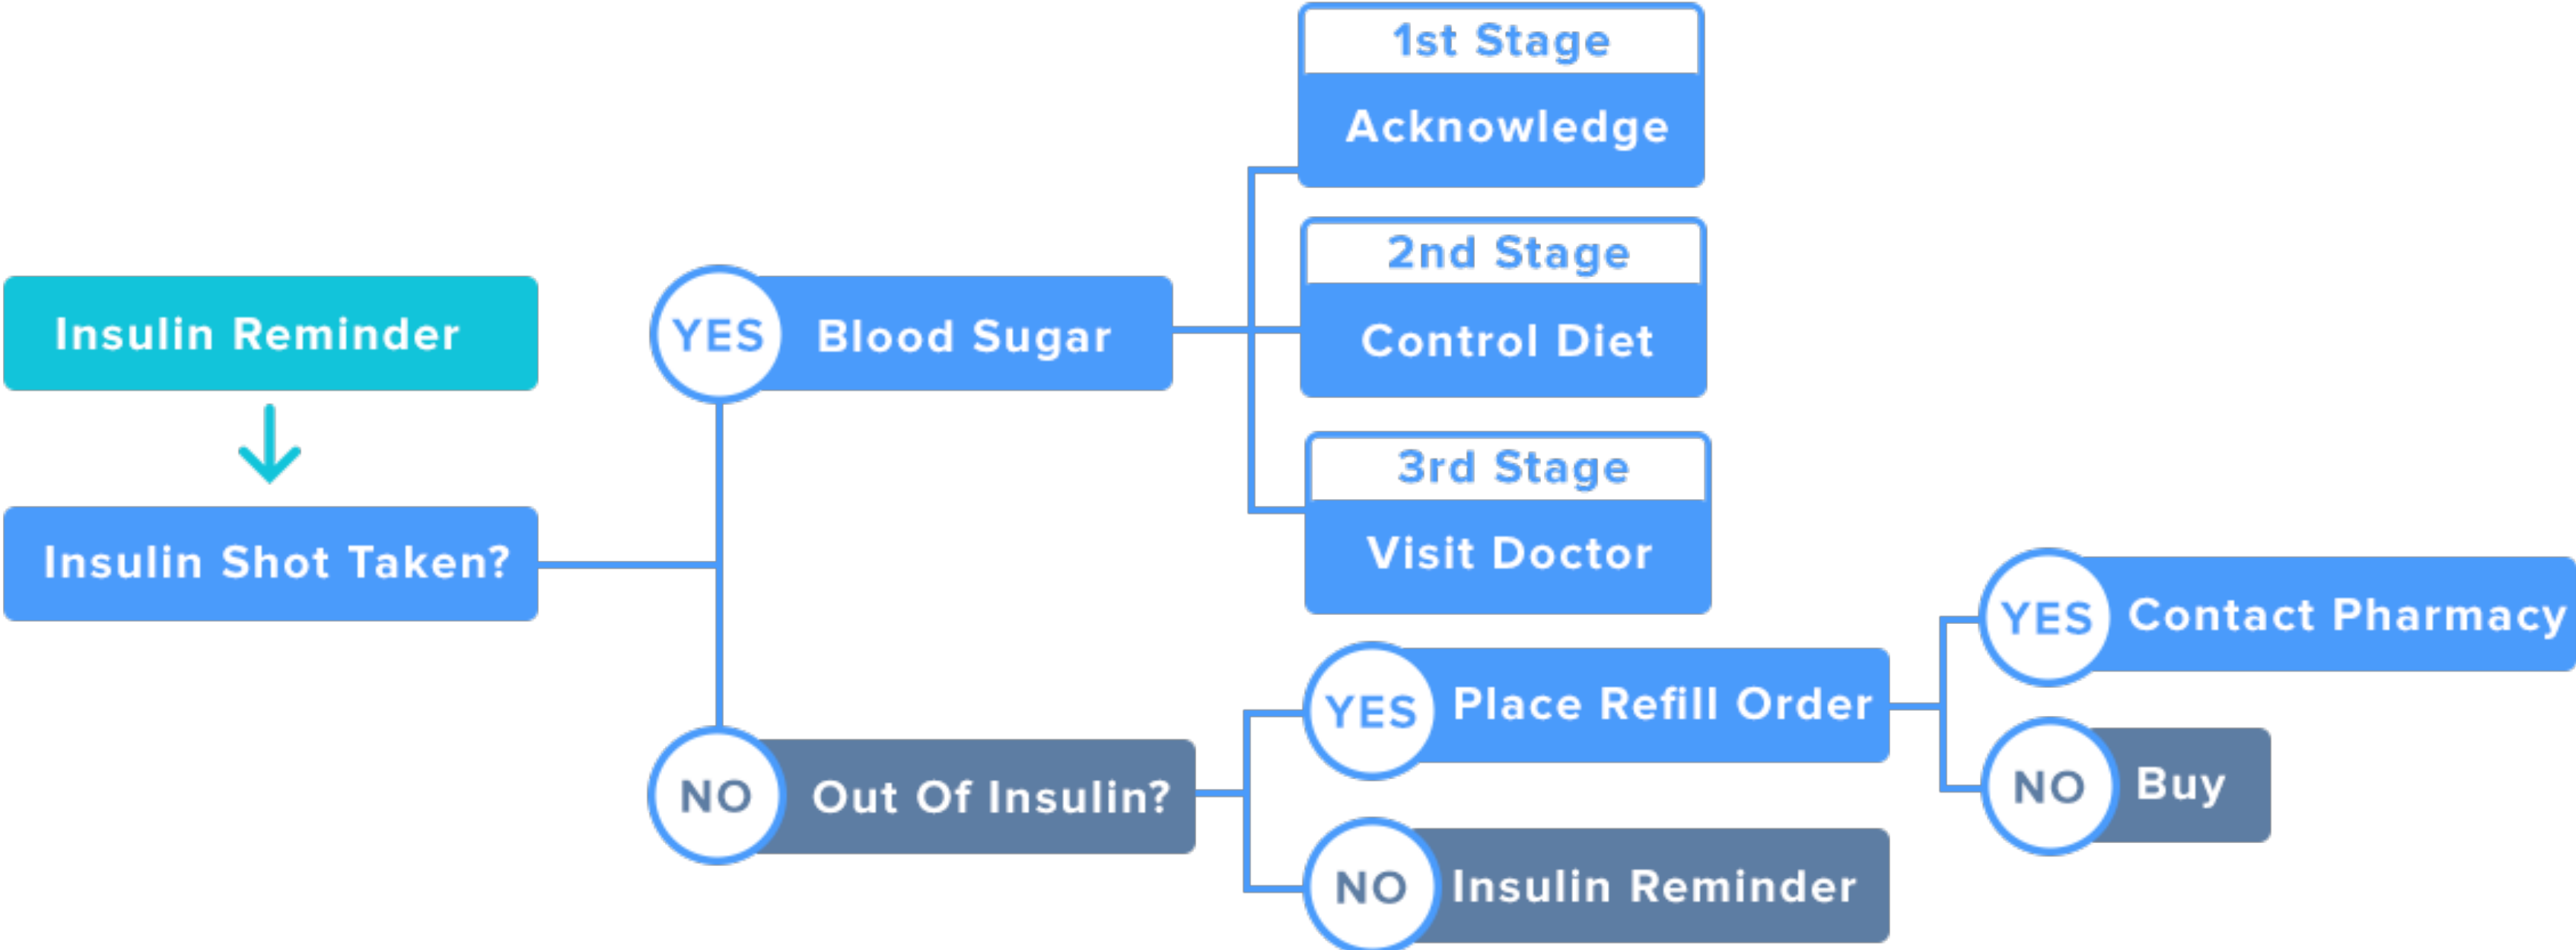 1st Stage
Acknowledge
2nd Stage
Control Diet
Insulin Reminder
YES
Blood Sugar
3rd Stage
Visit Doctor
Insulin Shot Taken?
YES
Contact Pharmacy
YES
Place Refill Order
NO
Out Of Insulin?
NO
Buy
NO
Insulin Reminder